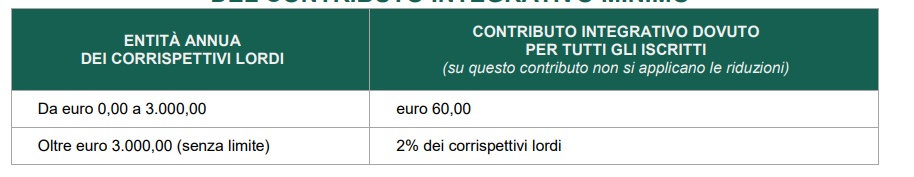 DEL CONTRIBUTO INTEGRATIVO MINIMO
ENTITÀ ANNUA
DEI CORRISPETTIVI LORDI
CONTRIBUTO INTEGRATIVO DOVUTO
PER TUTTI GLI ISCRITTI
(su questo contributo non si applicano le riduzioni)
Da euro 0,00 a 3.000,00
euro 60,00
Oltre euro 3.000,00 (senza limite)
2% dei corrispettivi lordi